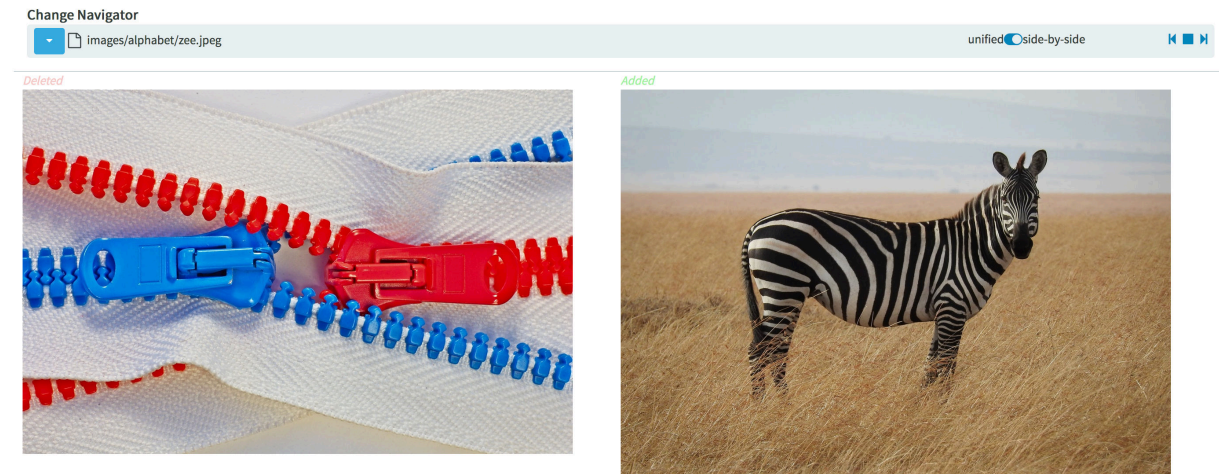 Change Navigator
images/alphabet/zee.jpeg
unified side-by-side
Deleted
Added